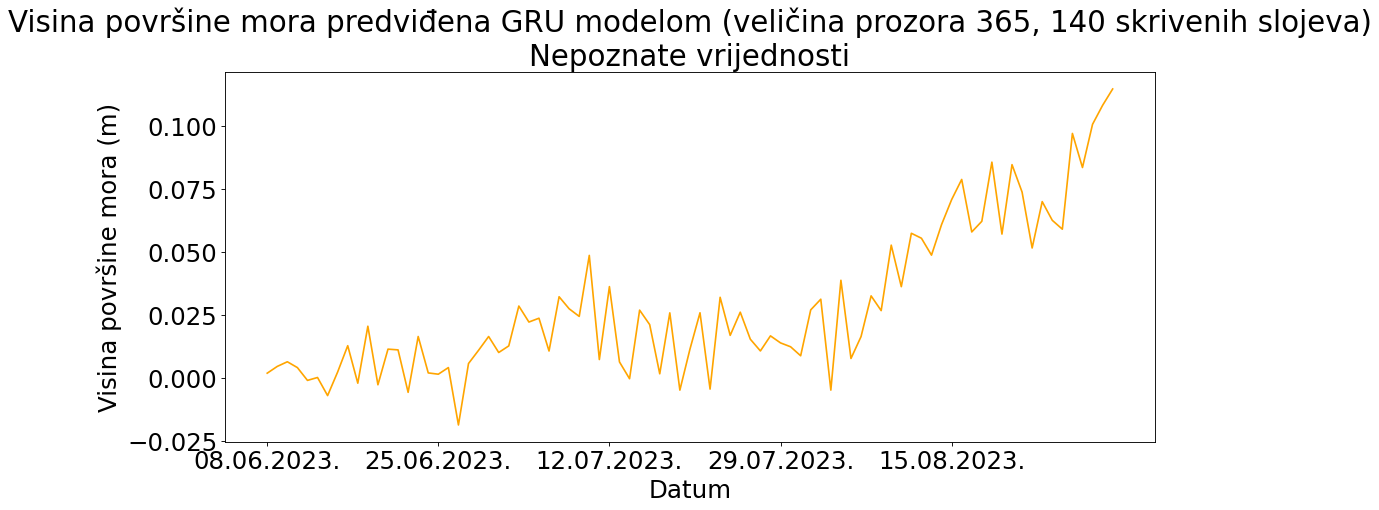 Visina površine mora predviđena GRU modelom (veličina prozora 365, 140 skrivenih slojeva)
Nepoznate vrijednosti
Visina površine mora (m)
0.100
0.075
0.050
0.025
0.000
−0.025
08.06.2023. 25.06.2023. 12.07.2023. 29.07.2023. 15.08.2023.
Datum